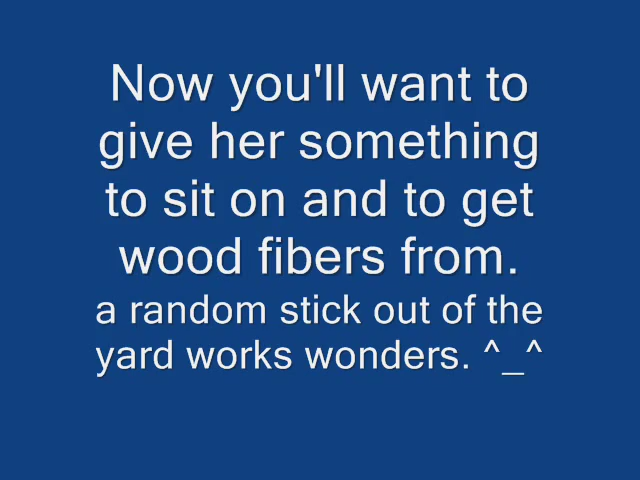 Now you'll want to
give her something
to sit on and to get
wood fibers from.
a random stick out of the
yard works wonders. ^_^